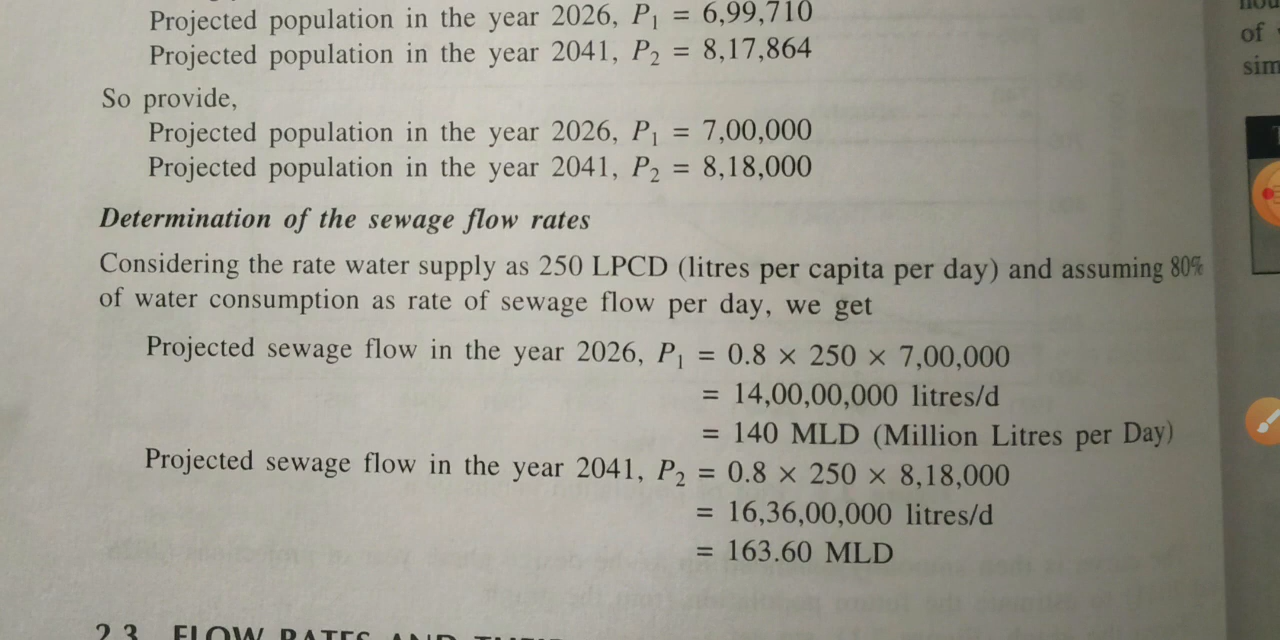 Projected population in the year 2026, P₁ = 6,99,710
Projected population in the year 2041, P₂ = 8,17,864
So provide,
Projected population in the year 2026, P₁ = 7,00,000
Projected population in the year 2041, P₂ = 8,18,000
Determination of the sewage flow rates
Considering the rate water supply as 250 LPCD (litres per capita per day) and assuming 80%
of water consumption as rate of sewage flow per day, we get
Projected sewage flow in the year 2026, P₁ = 0.8 × 250 × 7,00,000
= 14,00,00,000 litres/d
= 140 MLD (Million Litres per Day)
Projected sewage flow in the year 2041, P₂ = 0.8 × 250 × 8,18,000
= 16,36,00,000 litres/d
= 163.60 MLD
2.3 FLOW RATES AND
of
sim